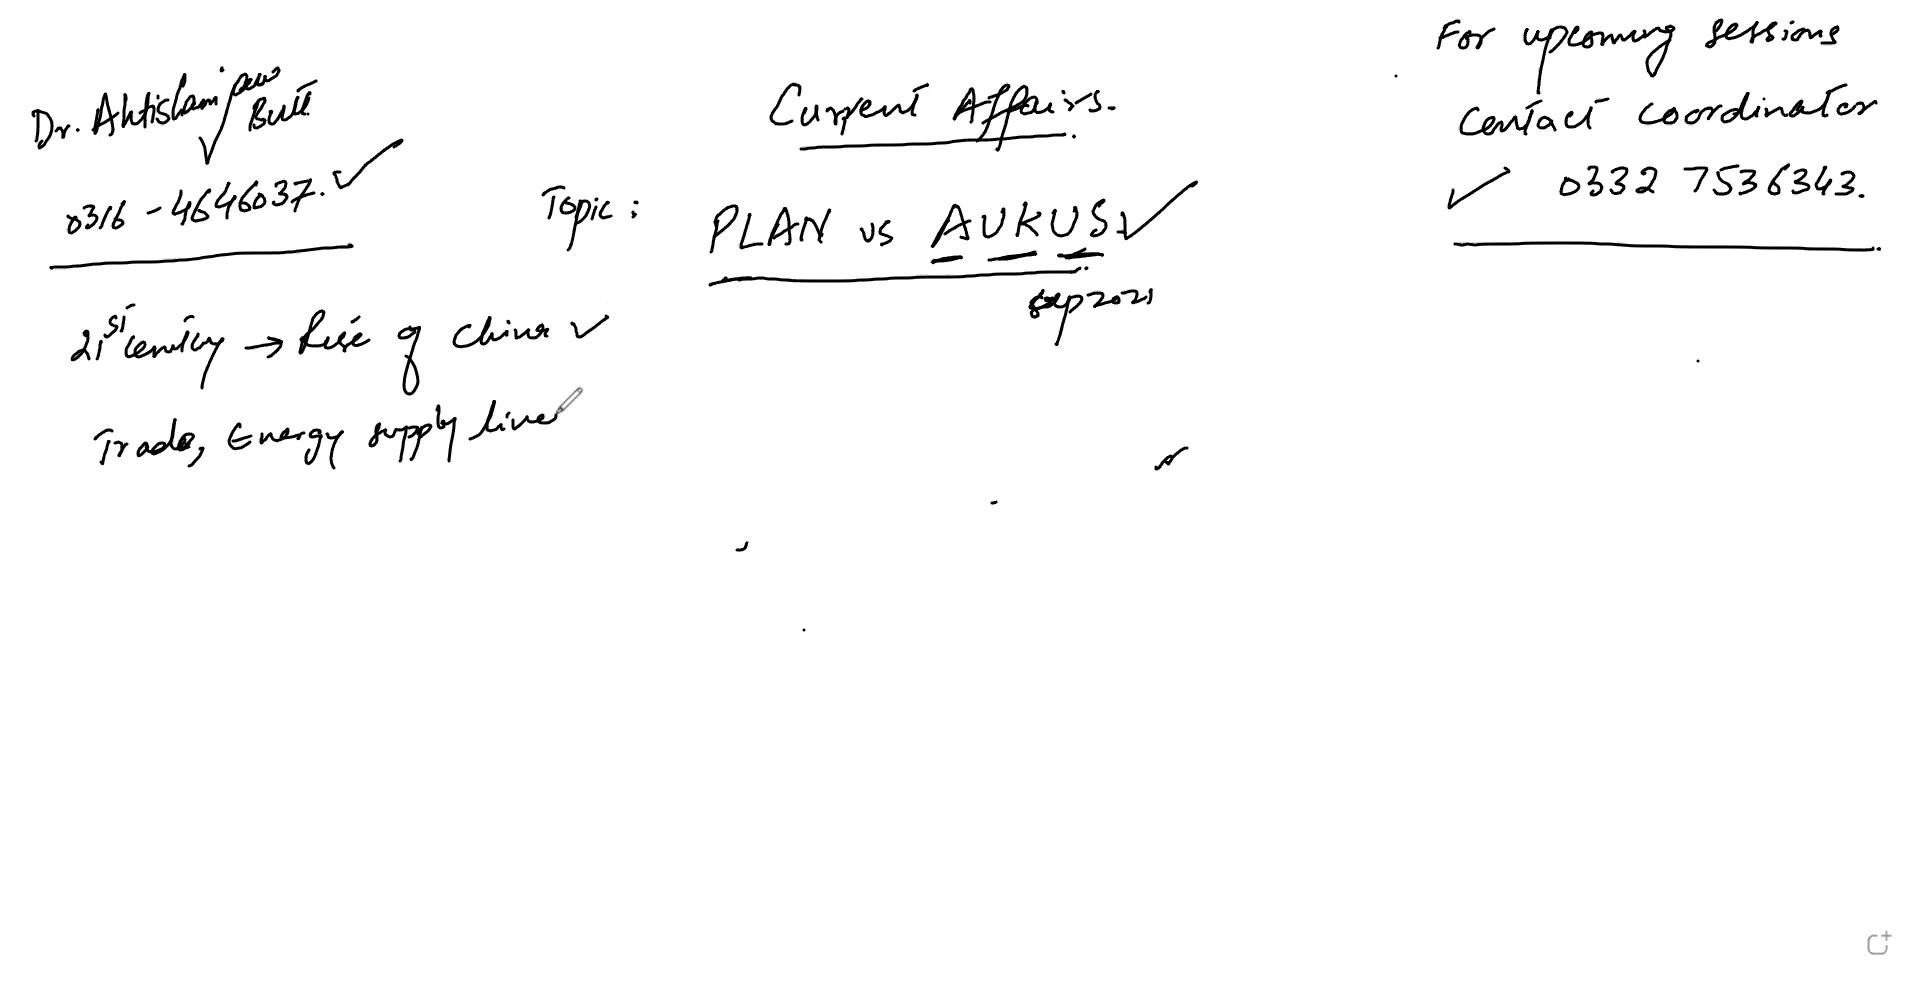 Dr. Ahtisham jan
Butt
0316 - 4646037.
Current Affairs.
Topic : PLAN vs AUKUS
Sep 2021
For upcoming sessions
Contact coordinator
0332 7536343.
21st century → Rise of China
Trade, Energy supply line